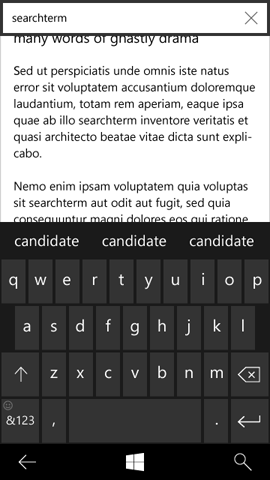 searchterm
many words of ghastly drama
Sed ut perspiciatis unde omnis iste natus
error sit voluptatem accusantium doloremque
laudantium, totam rem aperiam, eaque ipsa
quae ab illo searchterm inventore veritatis et
quasi architecto beatae vitae dicta sunt expli-
cabo.
Nemo enim ipsam voluptatem quia voluptas
sit searchterm aut odit aut fugit, sed quia
consequuntur magni dolores eos qui ratione
candidate candidate candidate
q w e r t y u i o p
a s d f g h j k l
z x c v b n m
&123 , .